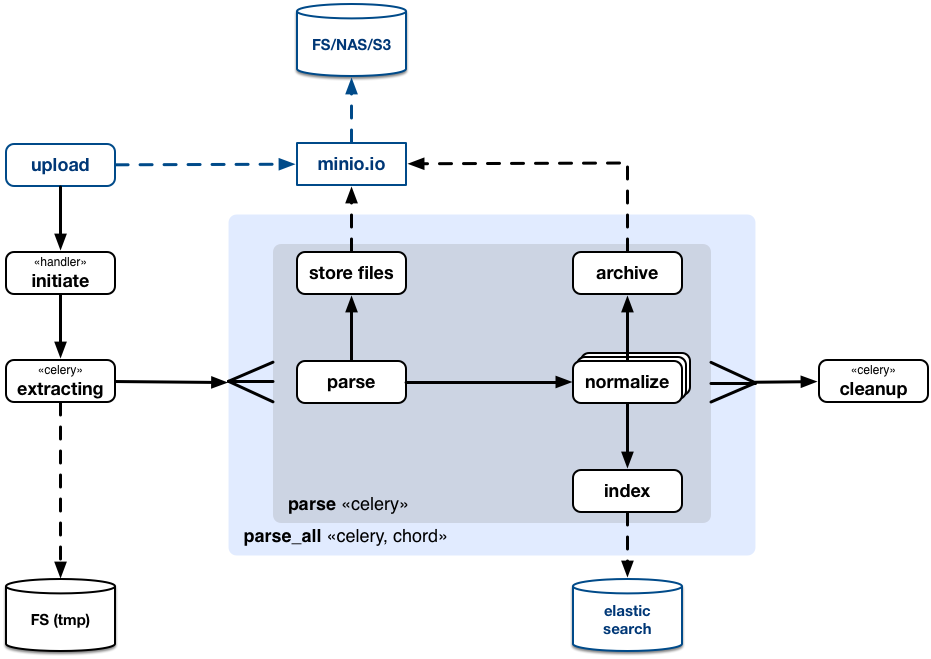 FS/NAS/S3
upload
minio.io
«handler»
initiate
store files
archive
«celery»
extracting
parse
normalize
«celery»
cleanup
index
parse «celery»
parse_all «celery, chord»
FS (tmp)
elastic
search